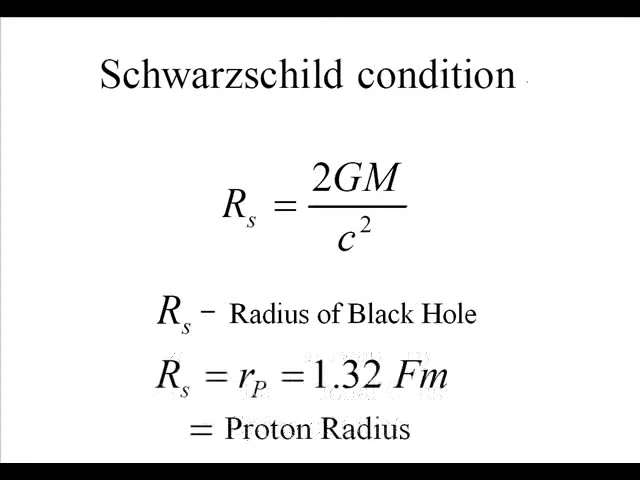 Schwarzschild condition
R_s = 2GM / c^2
R_s – Radius of Black Hole
R_s = r_P = 1.32 Fm
= Proton Radius